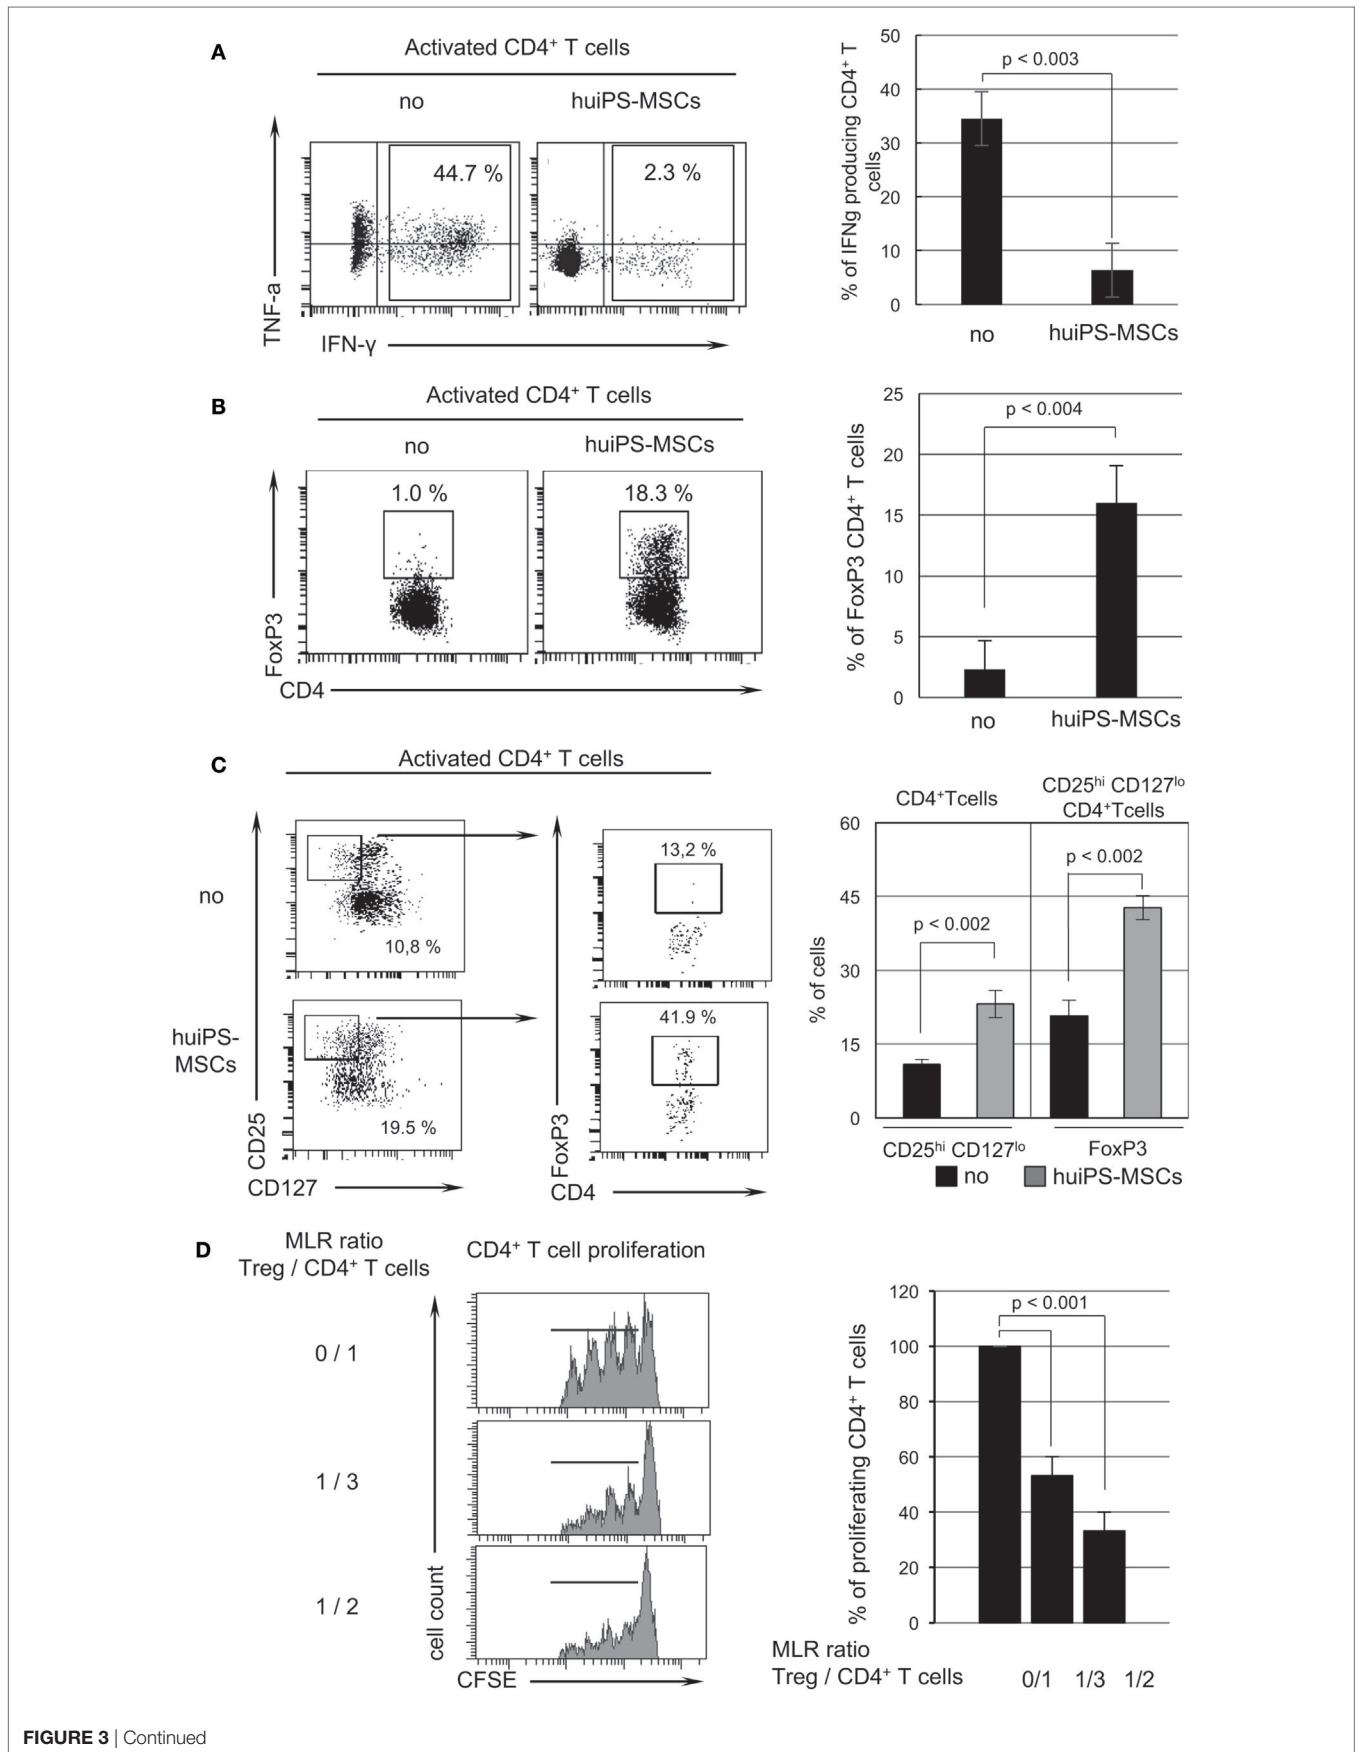 A
Activated CD4⁺ T cells
no
huiPS-MSCs
44.7 %
2.3 %
TNF-a
IFN-γ
% of IFNg producing CD4⁺ T
cells
50
40
30
20
10
0
p < 0.003
no
huiPS-MSCs
B
Activated CD4⁺ T cells
no
huiPS-MSCs
1.0 %
18.3 %
FoxP3
CD4
% of FoxP3 CD4⁺ T cells
25
20
15
10
5
0
p < 0.004
no
huiPS-MSCs
C
Activated CD4⁺ T cells
no
10,8 %
13,2 %
huiPS-
MSCs
19.5 %
41.9 %
CD25
CD127
FoxP3
CD4
CD4⁺Tcells
CD25ʰⁱ CD127ˡᵒ
CD4⁺Tcells
% of cells
60
45
30
15
0
p < 0.002
p < 0.002
CD25ʰⁱ CD127ˡᵒ
FoxP3
no
huiPS-MSCs
D
MLR ratio
Treg / CD4⁺ T cells
CD4⁺ T cell proliferation
0 / 1
1 / 3
1 / 2
cell count
CFSE
% of proliferating CD4⁺ T cells
120
100
80
60
40
20
0
p < 0.001
MLR ratio
Treg / CD4⁺ T cells
0/1
1/3
1/2
FIGURE 3 | Continued